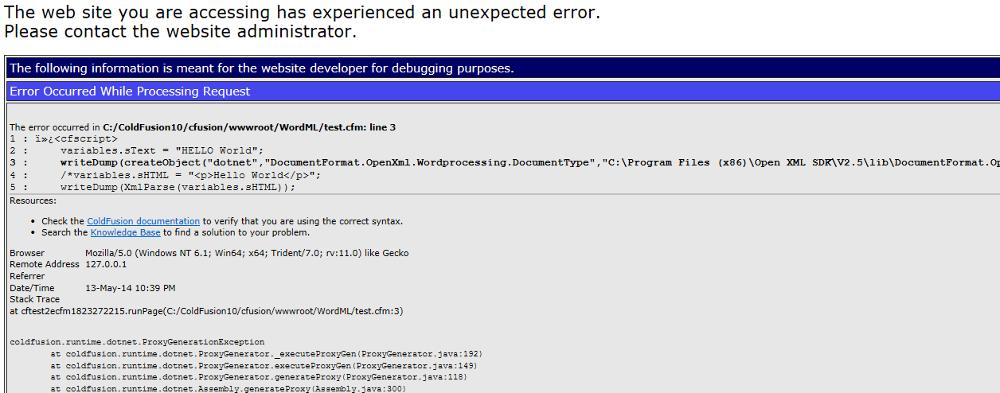 The web site you are accessing has experienced an unexpected error.
Please contact the website administrator.
The following information is meant for the website developer for debugging purposes.
Error Occurred While Processing Request
The error occurred in C:/ColdFusion10/cfusion/wwwroot/WordML/test.cfm: line 3
1 : ï»¿<cfscript>
2 : variables.sText = "HELLO World";
3 : writeDump(createObject("dotnet","DocumentFormat.OpenXml.Wordprocessing.DocumentType","C:\Program Files (x86)\Open XML SDK\V2.5\lib\DocumentFormat.Op
4 : /*variables.sHTML = "<p>Hello World</p>";
5 : writeDump(XmlParse(variables.sHTML));
Resources:
• Check the ColdFusion documentation to verify that you are using the correct syntax.
• Search the Knowledge Base to find a solution to your problem.
Browser Mozilla/5.0 (Windows NT 6.1; Win64; x64; Trident/7.0; rv:11.0) like Gecko
Remote Address 127.0.0.1
Referrer
Date/Time 13-May-14 10:39 PM
Stack Trace
at cftest2ecfm1823272215.runPage(C:/ColdFusion10/cfusion/wwwroot/WordML/test.cfm:3)
coldfusion.runtime.dotnet.ProxyGenerationException
at coldfusion.runtime.dotnet.ProxyGenerator._executeProxyGen(ProxyGenerator.java:192)
at coldfusion.runtime.dotnet.ProxyGenerator.executeProxyGen(ProxyGenerator.java:149)
at coldfusion.runtime.dotnet.ProxyGenerator.generateProxy(ProxyGenerator.java:118)
at coldfusion.runtime.dotnet.Assembly.generateProxy(Assembly.java:300)